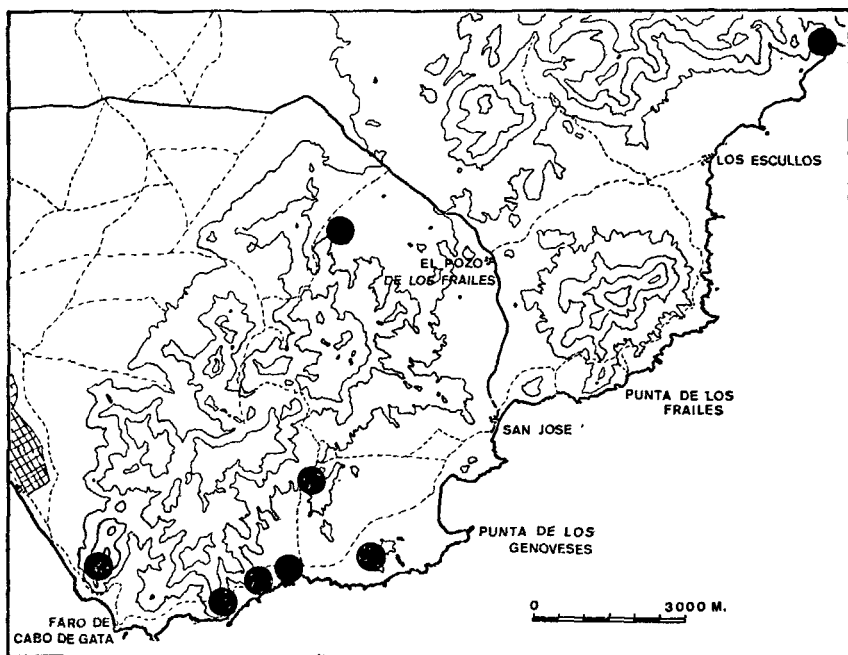 LOS ESCULLOS
EL POZO
DE LOS FRAILES
PUNTA DE LOS
FRAILES
SAN JOSE
PUNTA DE LOS
GENOVESES
FARO DE
CABO DE GATA
0 3000 M.